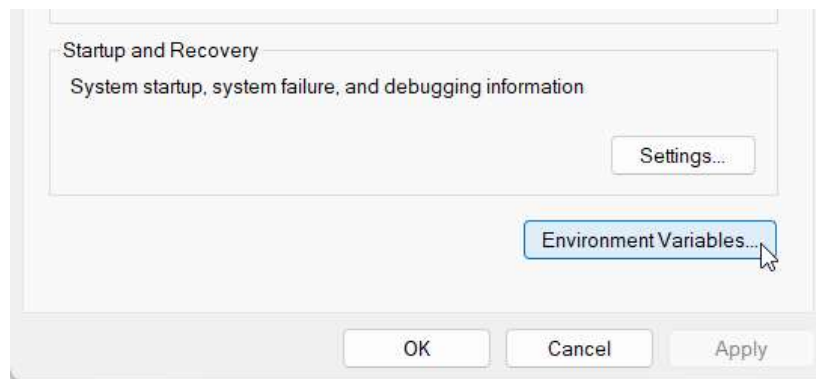 Startup and Recovery
System startup, system failure, and debugging information
Settings...
Environment Variables...
OK
Cancel
Apply